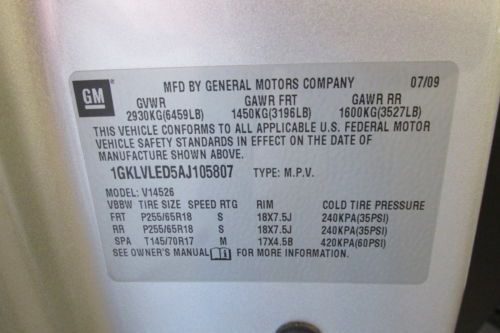 GM
MFD BY GENERAL MOTORS COMPANY 07/09
GVWR GAWR FRT GAWR RR
2930KG(6459LB) 1450KG(3196LB) 1600KG(3527LB)
THIS VEHICLE CONFORMS TO ALL APPLICABLE U.S. FEDERAL MOTOR
VEHICLE SAFETY STANDARDS IN EFFECT ON THE DATE OF
MANUFACTURE SHOWN ABOVE.
1GKLVLED5AJ105807 TYPE: M.P.V.
MODEL: V14526
VBBW TIRE SIZE SPEED RTG RIM COLD TIRE PRESSURE
FRT P255/65R18 S 18X7.5J 240KPA(35PSI)
RR P255/65R18 S 18X7.5J 240KPA(35PSI)
SPA T145/70R17 M 17X4.5B 420KPA(60PSI)
SEE OWNER'S MANUAL FOR MORE INFORMATION.